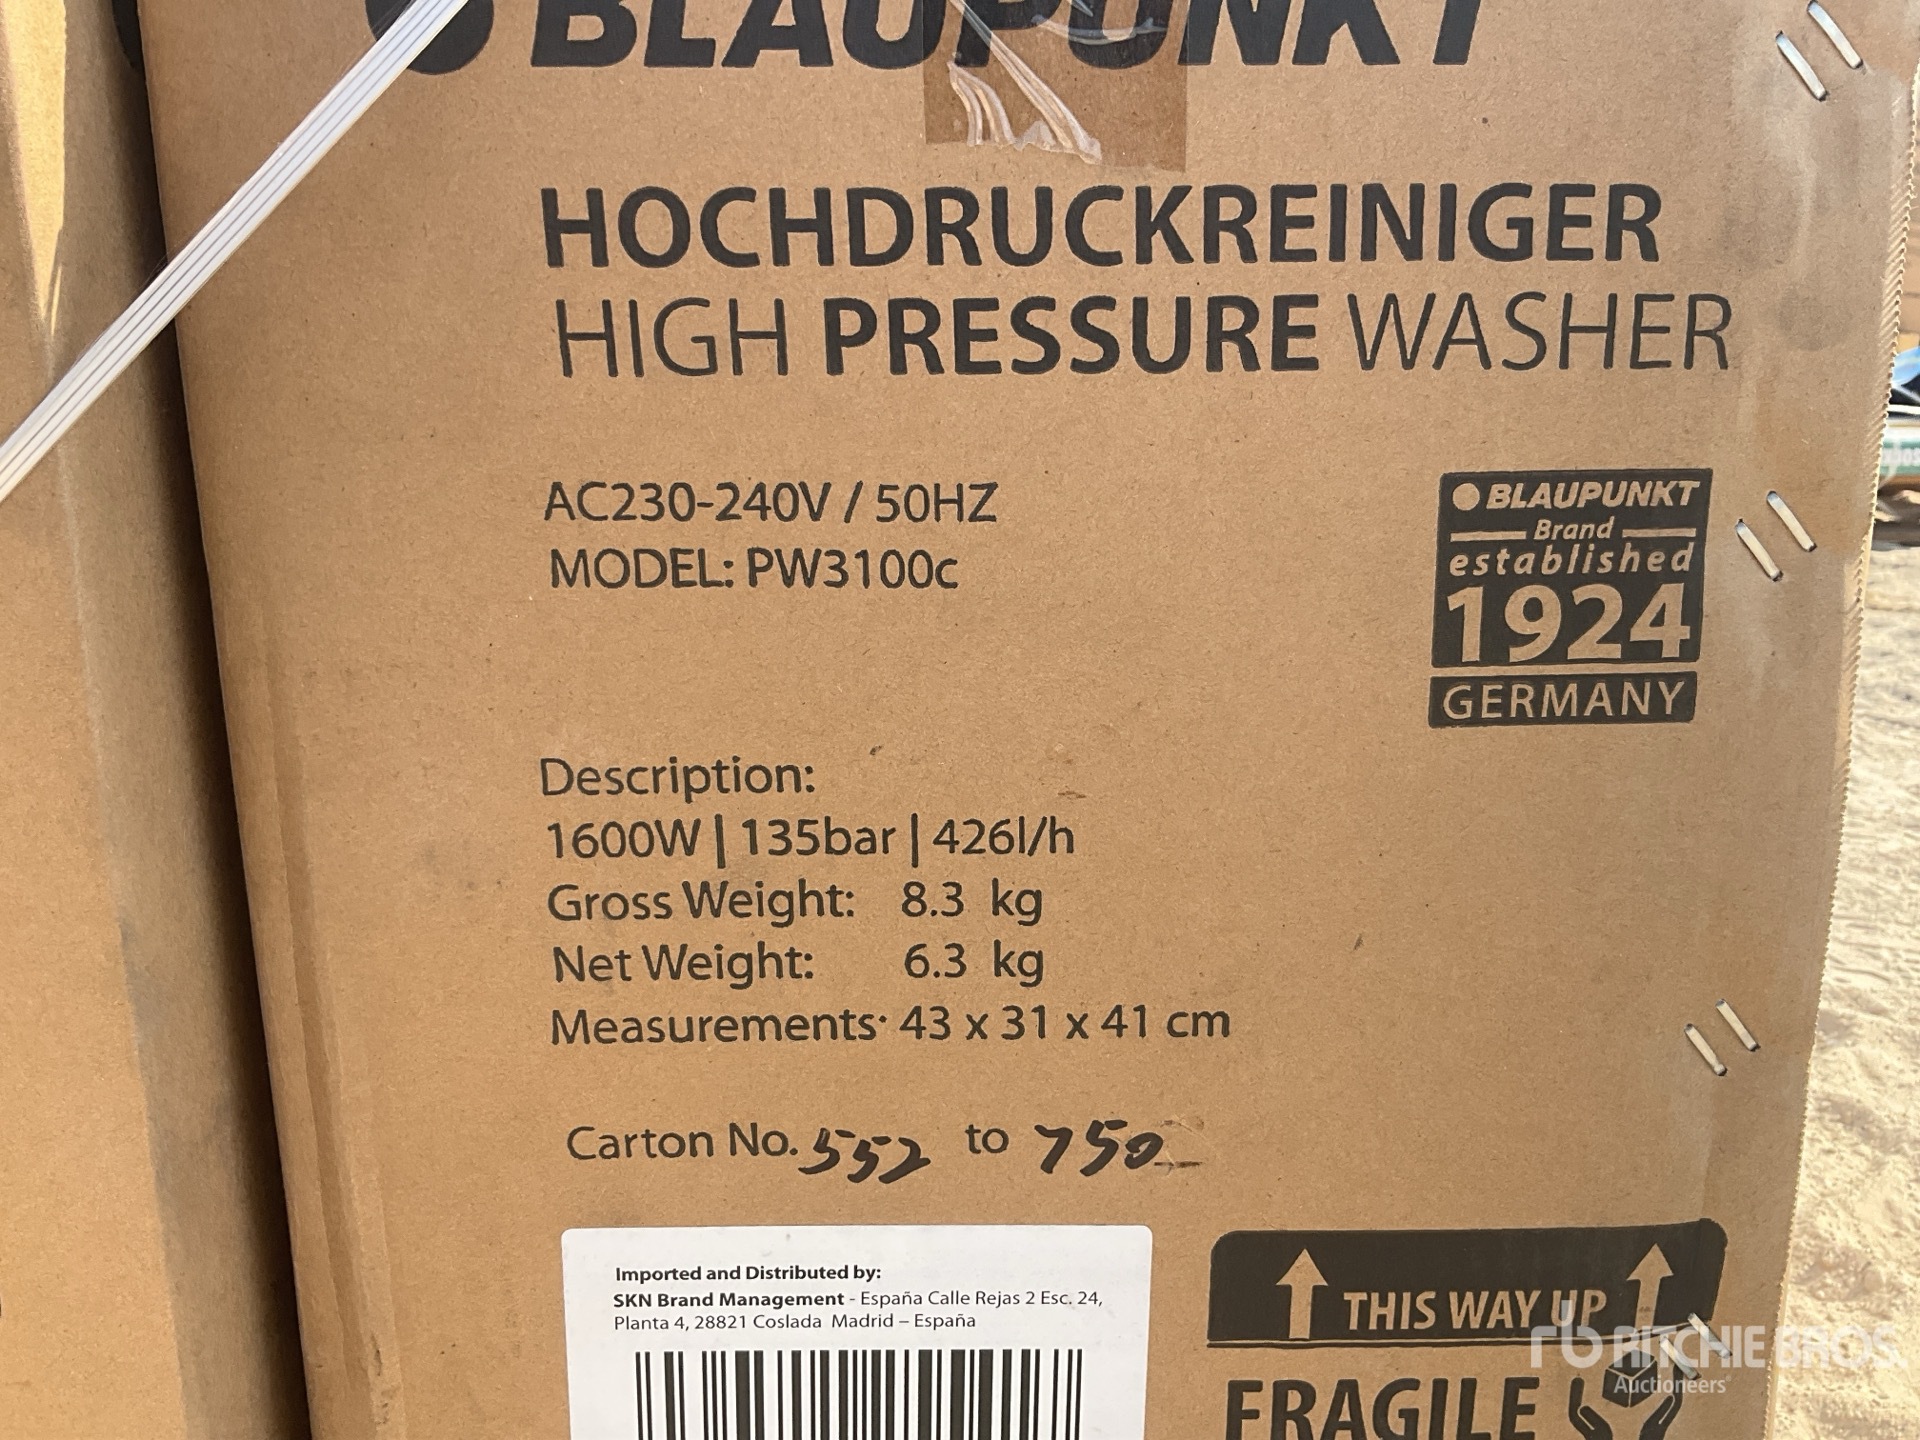 BLAUPUNKT
HOCHDRUCKREINIGER
HIGH PRESSURE WASHER
AC230-240V / 50HZ
MODEL: PW3100c
BLAUPUNKT
Brand
established
1924
GERMANY
Description:
1600W | 135bar | 426l/h
Gross Weight: 8.3 kg
Net Weight: 6.3 kg
Measurements: 43 x 31 x 41 cm
Carton No. 552 to 750
Imported and Distributed by:
SKN Brand Management - España Calle Rejas 2 Esc. 24,
Planta 4, 28821 Coslada Madrid – España
THIS WAY UP
FRAGILE
rb RITCHIE BROS.
Auctioneers